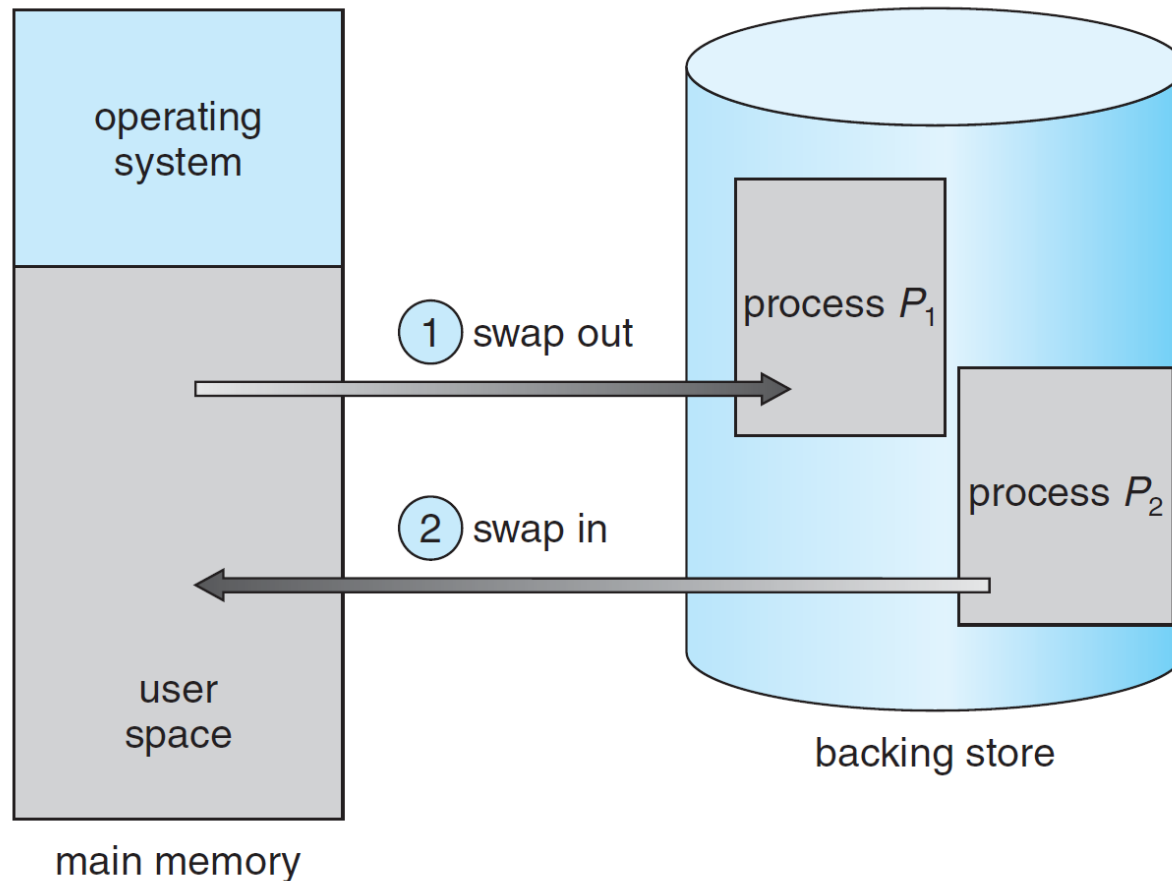 operating
system
process P1
1 swap out
process P2
2 swap in
user
space
backing store
main memory